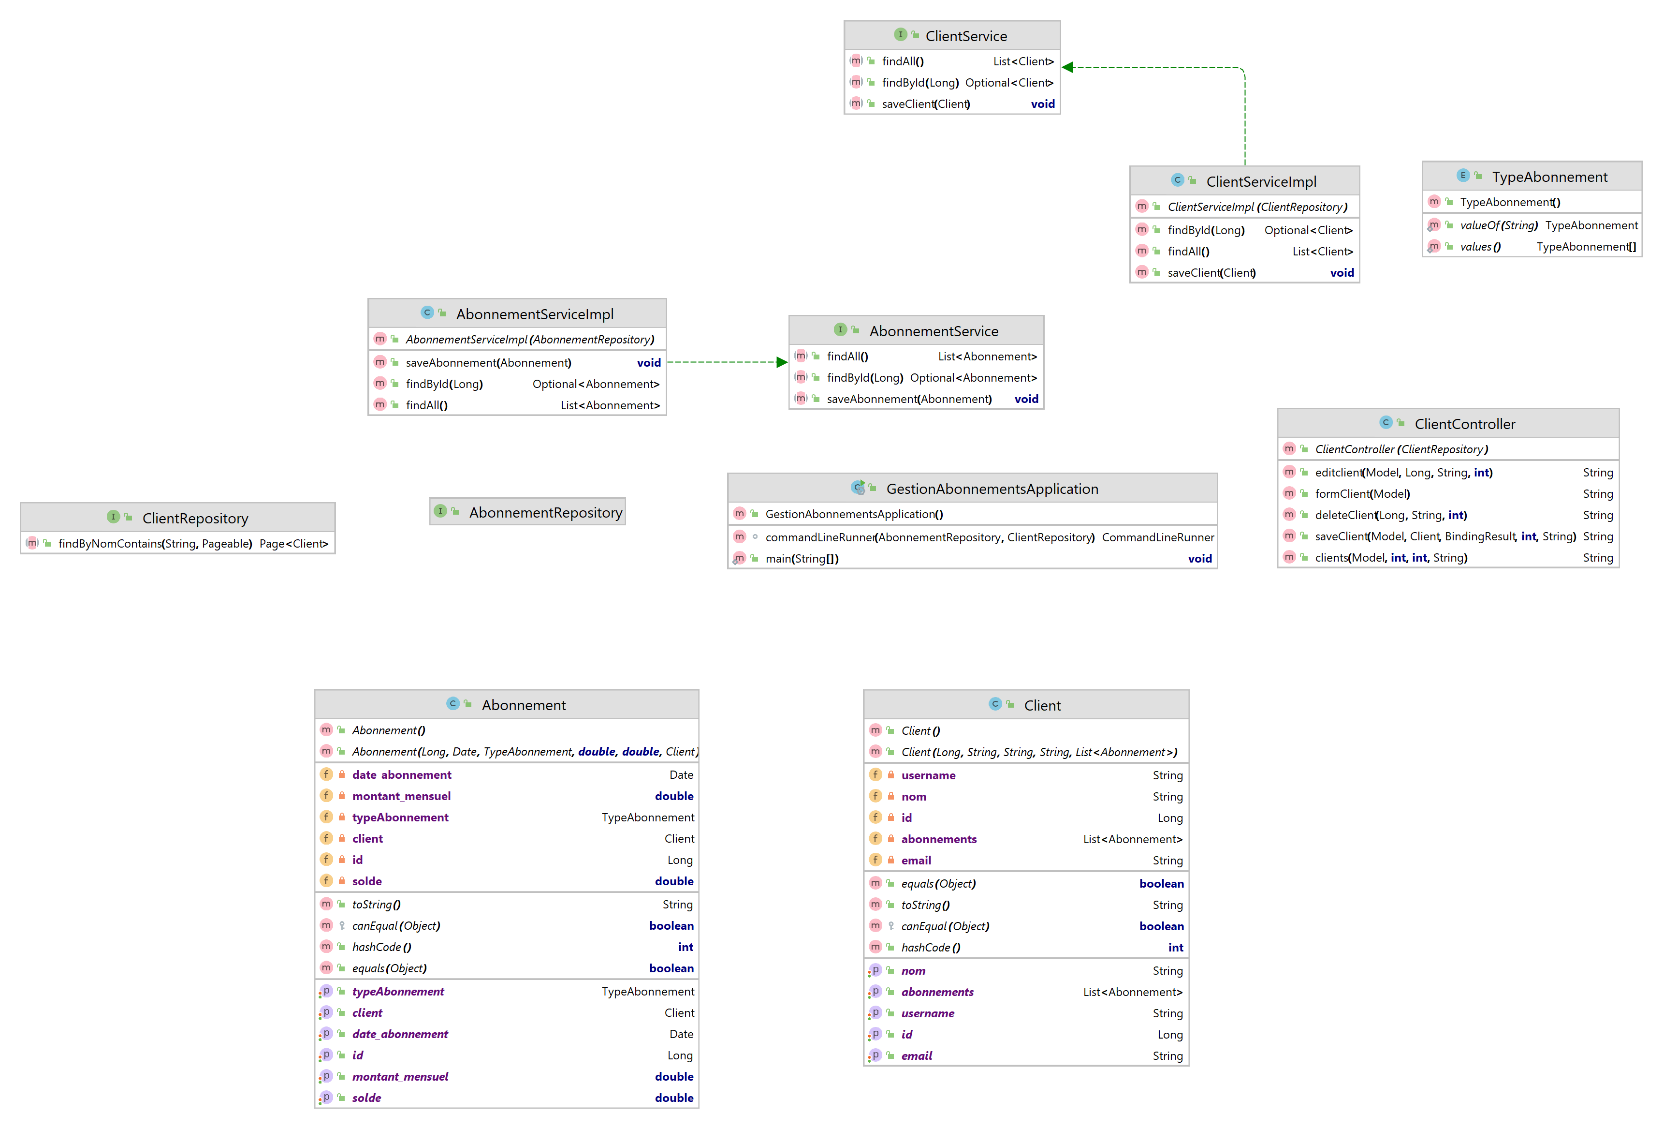 ClientService
findAll() List<Client>
findById(Long) Optional<Client>
saveClient(Client) void
ClientServiceImpl
ClientServiceImpl(ClientRepository)
findById(Long) Optional<Client>
findAll() List<Client>
saveClient(Client) void
TypeAbonnement
TypeAbonnement()
valueOf(String) TypeAbonnement
values() TypeAbonnement[]
AbonnementServiceImpl
AbonnementServiceImpl(AbonnementRepository)
saveAbonnement(Abonnement) void
findById(Long) Optional<Abonnement>
findAll() List<Abonnement>
AbonnementService
findAll() List<Abonnement>
findById(Long) Optional<Abonnement>
saveAbonnement(Abonnement) void
ClientController
ClientController(ClientRepository)
editclient(Model, Long, String, int) String
formClient(Model) String
deleteClient(Long, String, int) String
saveClient(Model, Client, BindingResult, int, String) String
clients(Model, int, int, String) String
ClientRepository
findByNomContains(String, Pageable) Page<Client>
AbonnementRepository
GestionAbonnementsApplication
GestionAbonnementsApplication()
commandLineRunner(AbonnementRepository, ClientRepository) CommandLineRunner
main(String[]) void
Abonnement
Abonnement()
Abonnement(Long, Date, TypeAbonnement, double, double, Client)
date_abonnement Date
montant_mensuel double
typeAbonnement TypeAbonnement
client Client
id Long
solde double
toString() String
canEqual(Object) boolean
hashCode() int
equals(Object) boolean
typeAbonnement TypeAbonnement
client Client
date_abonnement Date
id Long
montant_mensuel double
solde double
Client
Client()
Client(Long, String, String, String, List<Abonnement>)
username String
nom String
id Long
abonnements List<Abonnement>
email String
equals(Object) boolean
toString() String
canEqual(Object) boolean
hashCode() int
nom String
abonnements List<Abonnement>
username String
id Long
email String